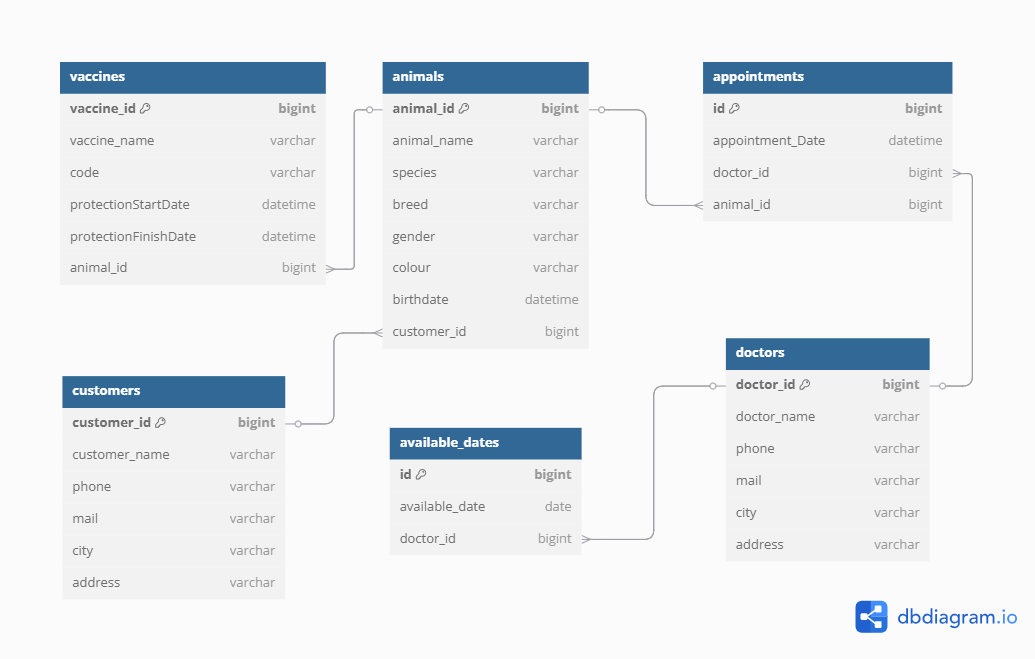 vaccines
vaccine_id bigint
vaccine_name varchar
code varchar
protectionStartDate datetime
protectionFinishDate datetime
animal_id bigint
animals
animal_id bigint
animal_name varchar
species varchar
breed varchar
gender varchar
colour varchar
birthdate datetime
customer_id bigint
appointments
id bigint
appointment_Date datetime
doctor_id bigint
animal_id bigint
customers
customer_id bigint
customer_name varchar
phone varchar
mail varchar
city varchar
address varchar
available_dates
id bigint
available_date date
doctor_id bigint
doctors
doctor_id bigint
doctor_name varchar
phone varchar
mail varchar
city varchar
address varchar
dbdiagram.io